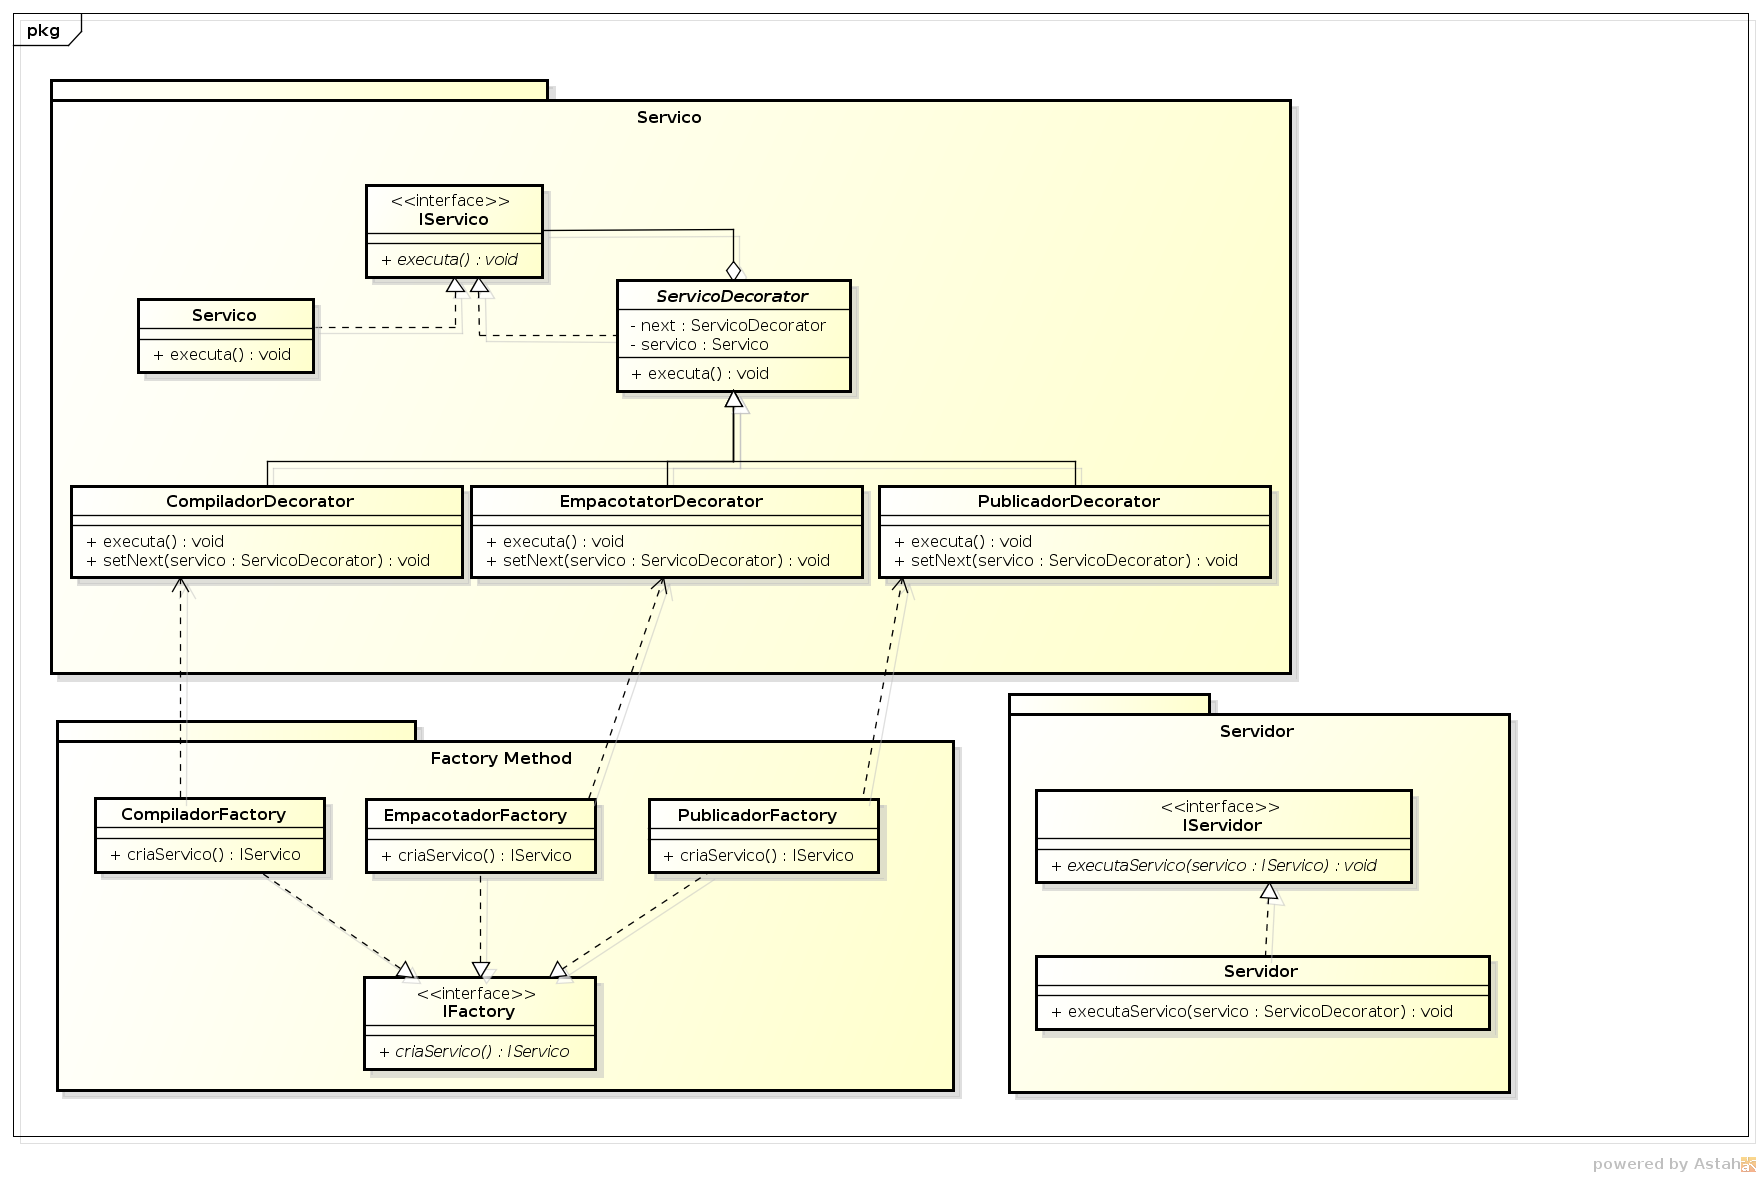 pkg
Servico
<<interface>>
IServico
+ executa() : void
Servico
+ executa() : void
ServicoDecorator
- next : ServicoDecorator
- servico : Servico
+ executa() : void
CompiladorDecorator
+ executa() : void
+ setNext(servico : ServicoDecorator) : void
EmpacotatorDecorator
+ executa() : void
+ setNext(servico : ServicoDecorator) : void
PublicadorDecorator
+ executa() : void
+ setNext(servico : ServicoDecorator) : void
Factory Method
CompiladorFactory
+ criaServico() : IServico
EmpacotadorFactory
+ criaServico() : IServico
PublicadorFactory
+ criaServico() : IServico
<<interface>>
IFactory
+ criaServico() : IServico
Servidor
<<interface>>
IServidor
+ executaServico(servico : IServico) : void
Servidor
+ executaServico(servico : ServicoDecorator) : void
powered by Astah